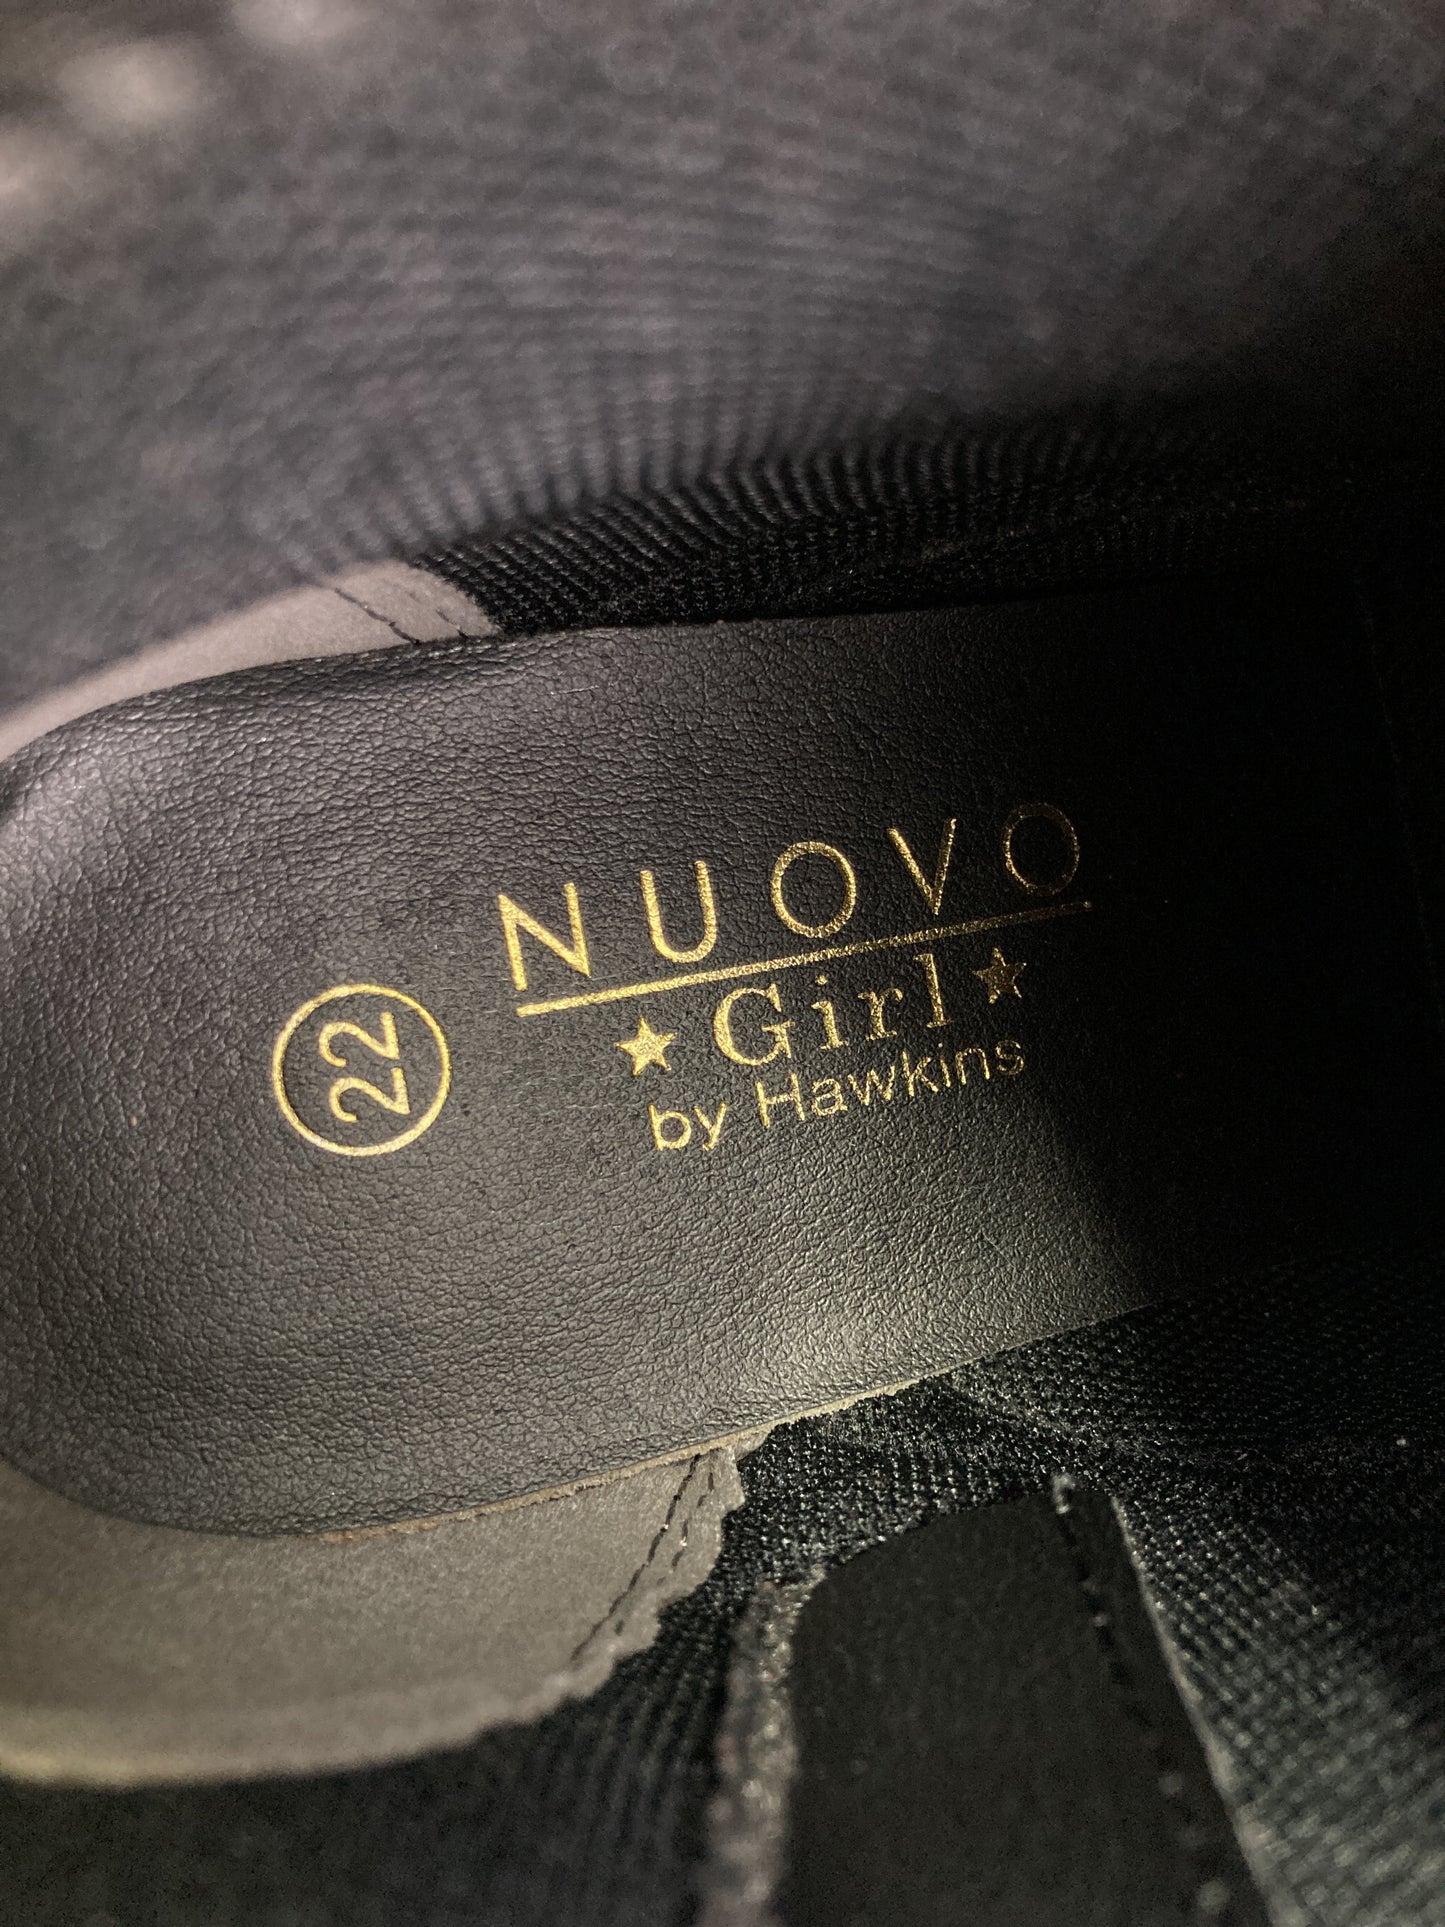 NUOVO
★ Girl ★
by Hawkins
22